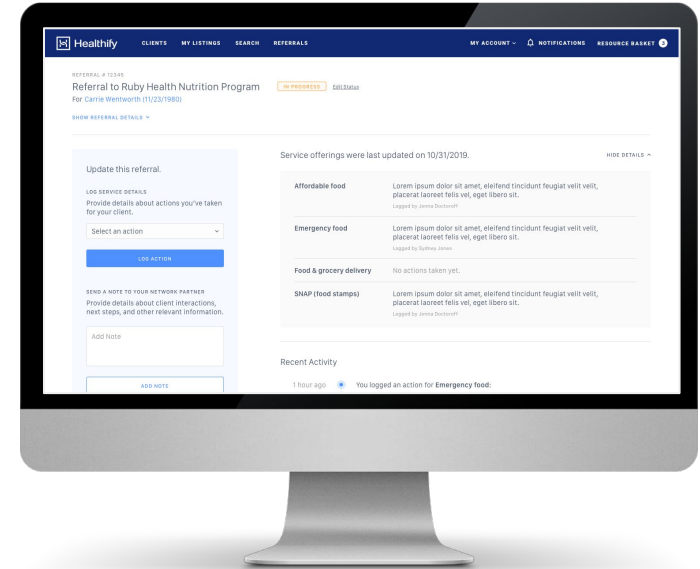 Healthify CLIENTS MY LISTINGS SEARCH REFERRALS MY ACCOUNT NOTIFICATIONS RESOURCE BASKET 3
REFERRAL # 12345
Referral to Ruby Health Nutrition Program IN PROGRESS Edit Status
For Carrie Wentworth (11/23/1980)
SHOW REFERRAL DETAILS
Update this referral.
LOG SERVICE DETAILS
Provide details about actions you've taken
for your client.
Select an action
LOG ACTION
SEND A NOTE TO YOUR NETWORK PARTNER
Provide details about client interactions,
next steps, and other relevant information.
Add Note
ADD NOTE
Service offerings were last updated on 10/31/2019. HIDE DETAILS
Affordable food Lorem ipsum dolor sit amet, eleifend tincidunt feugiat velit velit,
placerat laoreet felis vel, eget libero sit.
Logged by Jenna Doctoroff
Emergency food Lorem ipsum dolor sit amet, eleifend tincidunt feugiat velit velit,
placerat laoreet felis vel, eget libero sit.
Logged by Sydney Jones
Food & grocery delivery No actions taken yet.
SNAP (food stamps) Lorem ipsum dolor sit amet, eleifend tincidunt feugiat velit velit,
placerat laoreet felis vel, eget libero sit.
Logged by Jenna Doctoroff
Recent Activity
1 hour ago You logged an action for Emergency food: